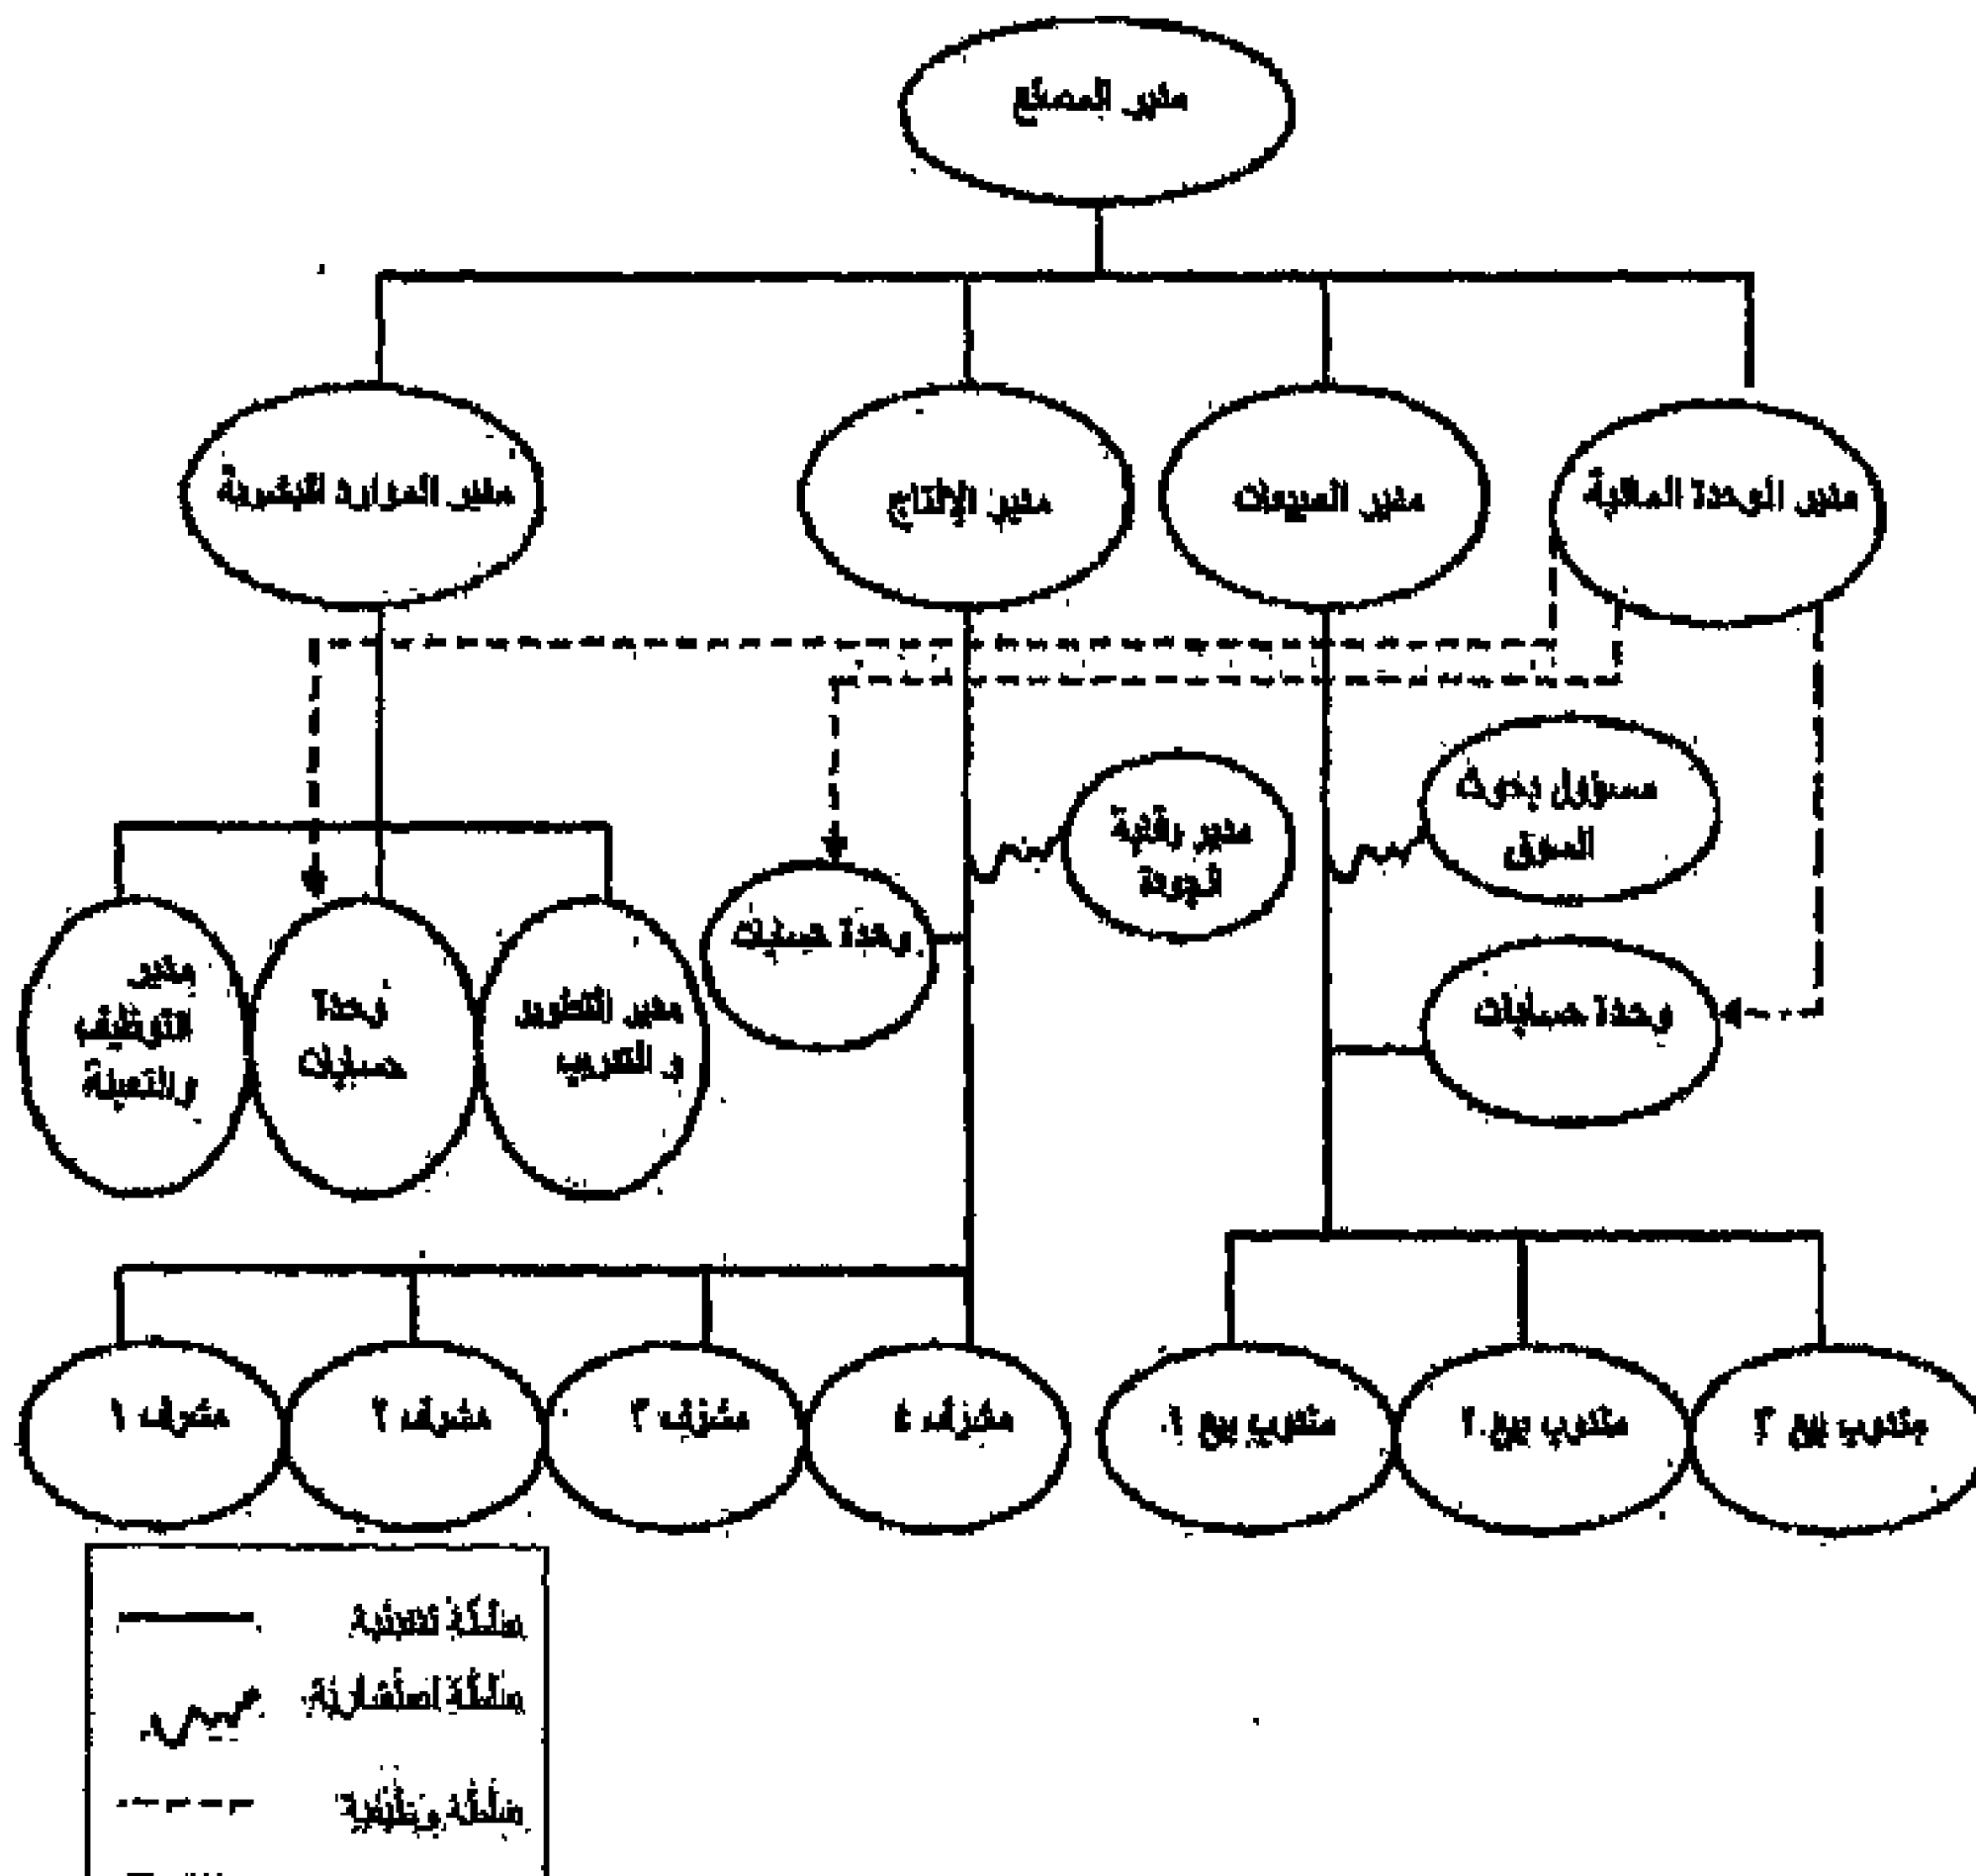 مدير المصنع
مدير الوحدة المالية
مدير المبيعات
مدير الإنتاج
مدير الموارد البشرية
مسؤول بحوث
السوق
مدير رقابة
الجودة
وحدة حسابات
وحدة حسابات
مدير التطوير
و التدريب
وحدة
حسابات
مدير
التوظيف
والتعبئة
مندوب بيع ٣
مندوب بيع ٢
مندوب بيع ١
مشرف ٤
مشرف ٣
مشرف ٢
مشرف ١
سلطة تنفيذية
سلطة استشارية
سلطة وظيفية